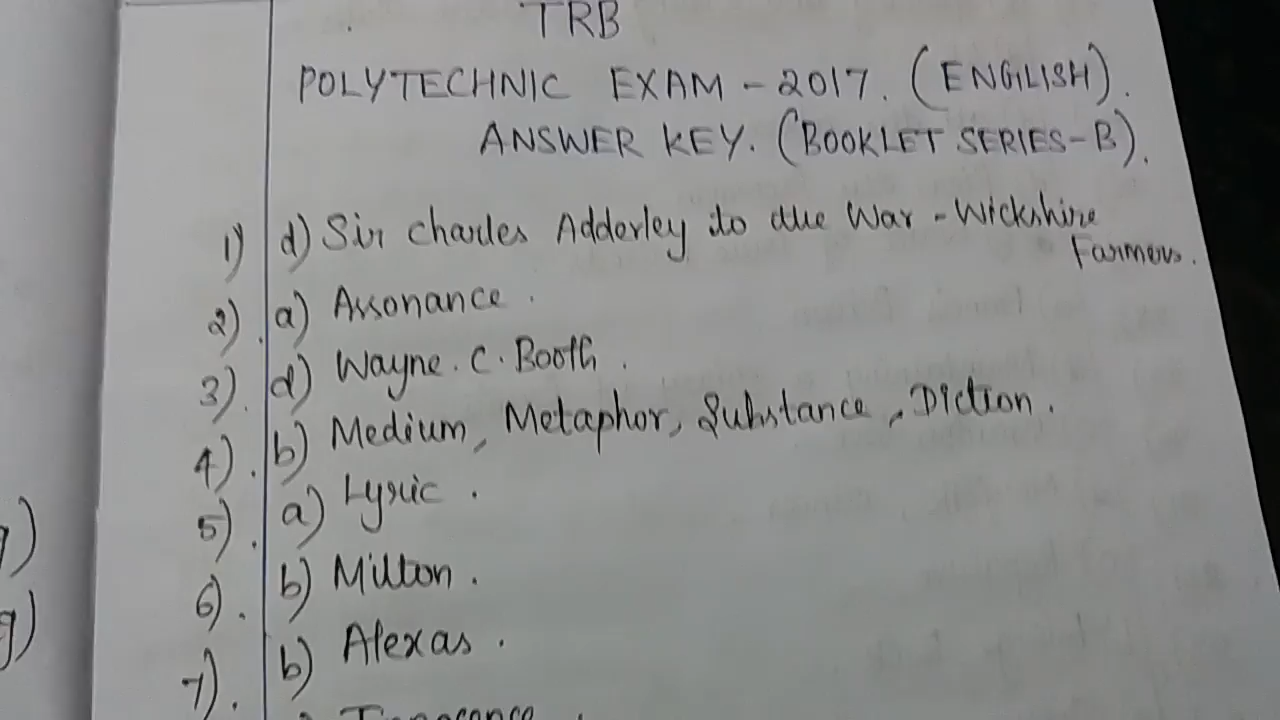 TRB
POLYTECHNIC EXAM - 2017. (ENGLISH).
ANSWER KEY. (BOOKLET SERIES-B).
1) d) Sir Charles Adderley to the War - Wickshire
Farmers.
2). a) Assonance.
3). d) Wayne. C. Booth.
4). b) Medium, Metaphor, Substance, Diction.
5). a) Lyric.
6). b) Milton.
7). b) Alexas.